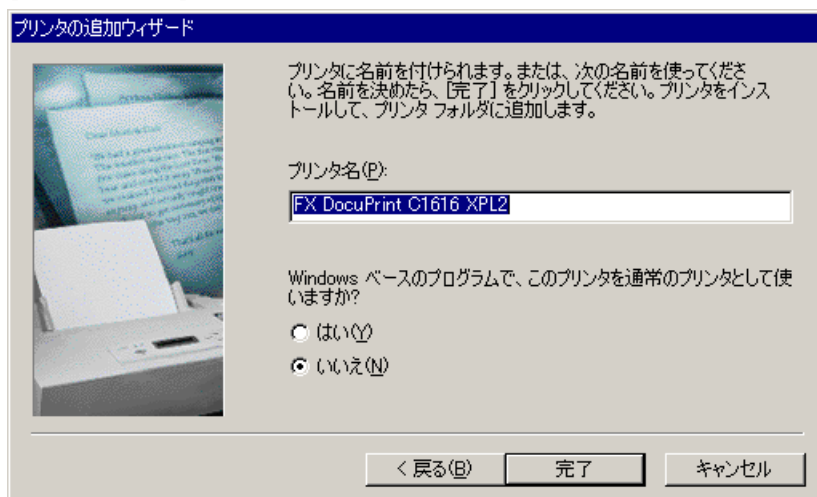 プリンタの追加ウィザード
プリンタに名前を付けられます。または、次の名前を使ってくださ
い。名前を決めたら、[完了] をクリックしてください。プリンタをインス
トールして、プリンタ フォルダに追加します。
プリンタ名(P):
FX DocuPrint C1616 XPL2
Windows ベースのプログラムで、このプリンタを通常のプリンタとして使
いますか?
はい(Y)
いいえ(N)
< 戻る(B)
完了
キャンセル